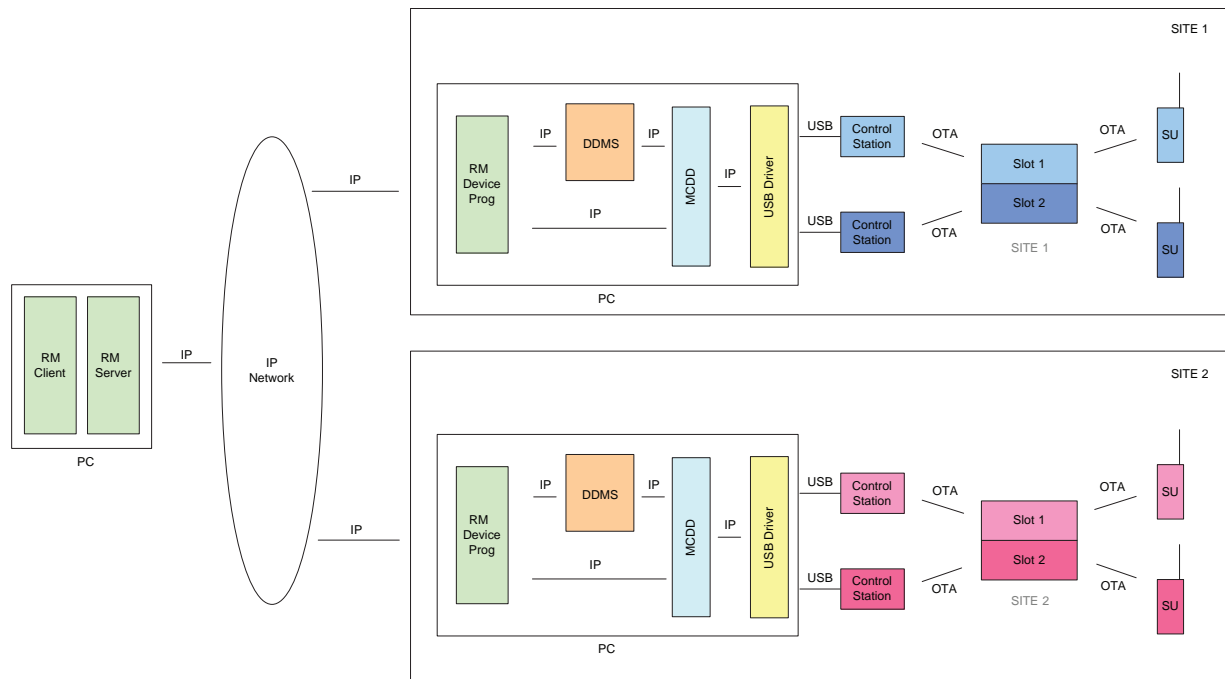 SITE 1
RM
Device
Prog
IP
DDMS
IP
IP
MCDD
IP
USB Driver
PC
USB
Control
Station
USB
Control
Station
OTA
OTA
Slot 1
Slot 2
SITE 1
OTA
OTA
SU
SU
IP
RM
Client
RM
Server
PC
IP
IP
Network
IP
SITE 2
RM
Device
Prog
IP
DDMS
IP
IP
MCDD
IP
USB Driver
PC
USB
Control
Station
USB
Control
Station
OTA
OTA
Slot 1
Slot 2
SITE 2
OTA
OTA
SU
SU